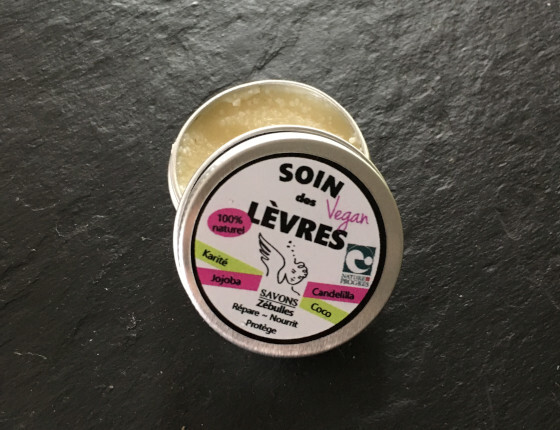 SOIN
des
Vegan
LÈVRES
100%
naturel
Karité
Jojoba
NATURE &
PROGRES
Candelilla
Coco
SAVONS
Zébulles
Répare - Nourrit
Protège